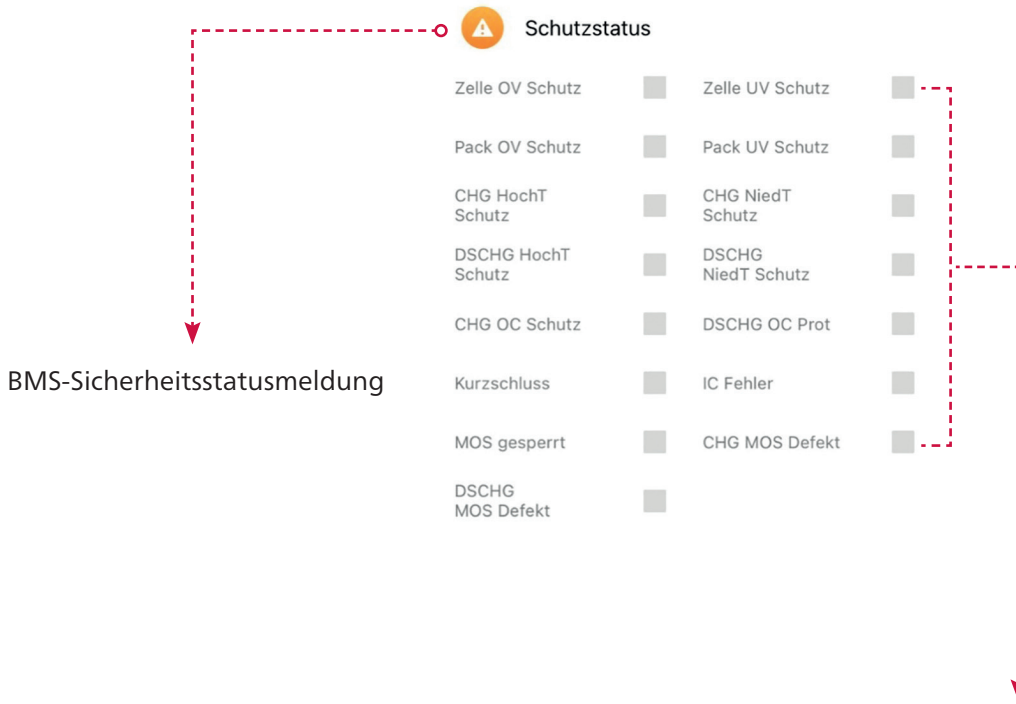 Schutzstatus
Zelle OV Schutz
Zelle UV Schutz
Pack OV Schutz
Pack UV Schutz
CHG HochT
Schutz
CHG NiedT
Schutz
DSCHG HochT
Schutz
DSCHG
NiedT Schutz
CHG OC Schutz
DSCHG OC Prot
BMS-Sicherheitsstatusmeldung
Kurzschluss
IC Fehler
MOS gesperrt
CHG MOS Defekt
DSCHG
MOS Defekt